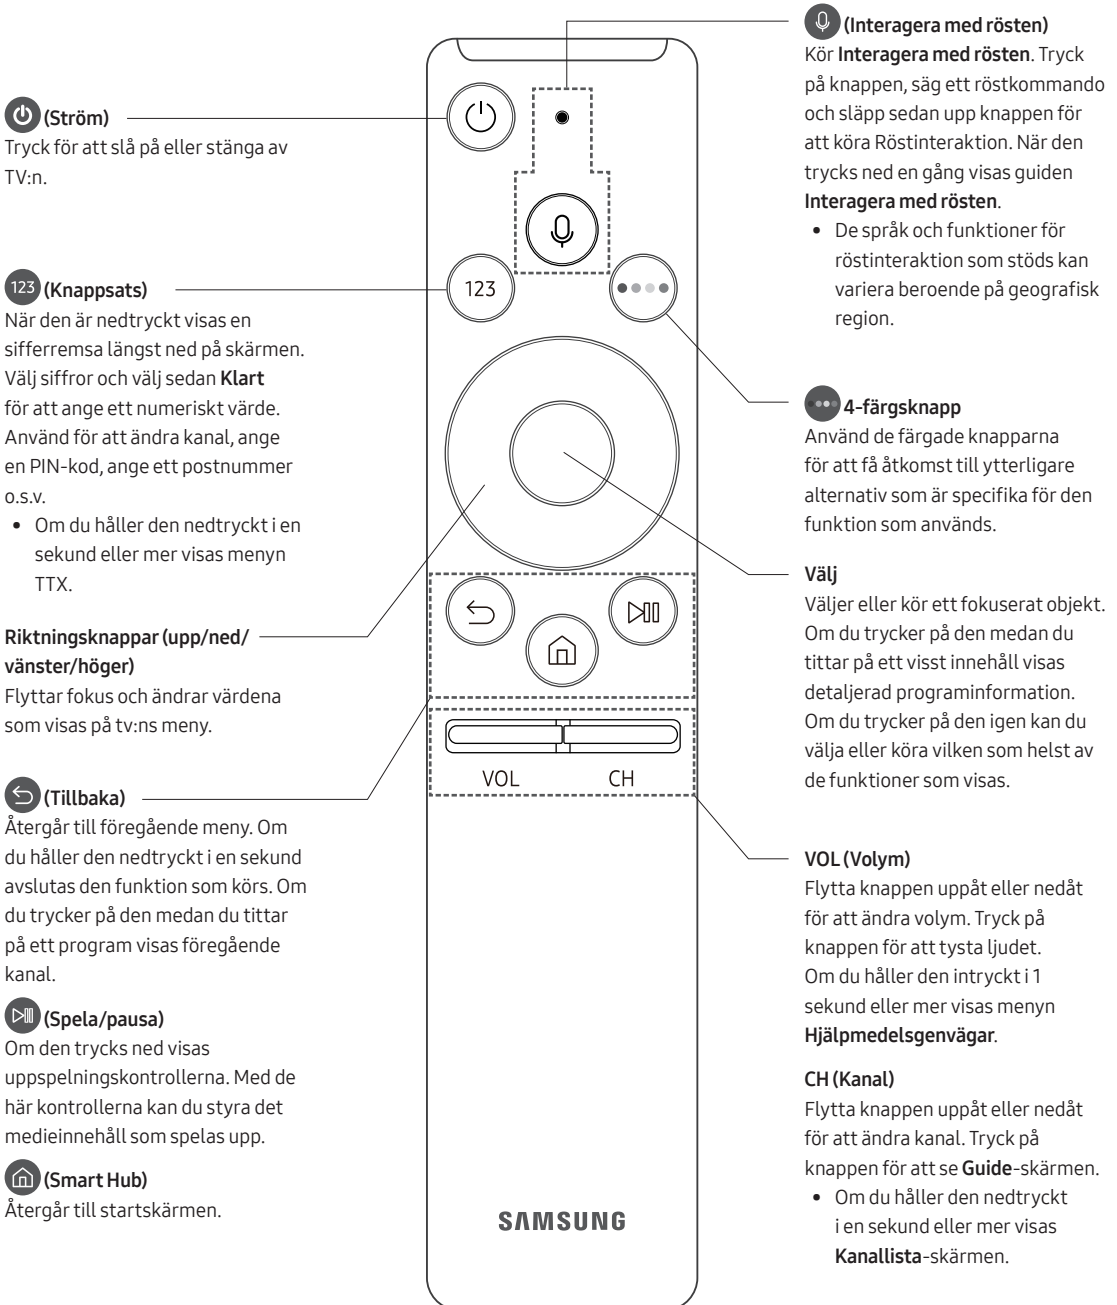 (Ström)
Tryck för att slå på eller stänga av
TV:n.
123 (Knappsats)
När den är nedtryckt visas en
sifferremsa längst ned på skärmen.
Välj siffror och välj sedan Klart
för att ange ett numeriskt värde.
Använd för att ändra kanal, ange
en PIN-kod, ange ett postnummer
o.s.v.
• Om du håller den nedtryckt i en
sekund eller mer visas menyn
TTX.
Riktningsknappar (upp/ned/
vänster/höger)
Flyttar fokus och ändrar värdena
som visas på tv:ns meny.
(Tillbaka)
Återgår till föregående meny. Om
du håller den nedtryckt i en sekund
avslutas den funktion som körs. Om
du trycker på den medan du tittar
på ett program visas föregående
kanal.
(Spela/pausa)
Om den trycks ned visas
uppspelningskontrollerna. Med de
här kontrollerna kan du styra det
medieinnehåll som spelas upp.
(Smart Hub)
Återgår till startskärmen.
123
VOL CH
SAMSUNG
(Interagera med rösten)
Kör Interagera med rösten. Tryck
på knappen, säg ett röstkommando
och släpp sedan upp knappen för
att köra Röstinteraktion. När den
trycks ned en gång visas guiden
Interagera med rösten.
• De språk och funktioner för
röstinteraktion som stöds kan
variera beroende på geografisk
region.
4-färgsknapp
Använd de färgade knapparna
för att få åtkomst till ytterligare
alternativ som är specifika för den
funktion som används.
Välj
Väljer eller kör ett fokuserat objekt.
Om du trycker på den medan du
tittar på ett visst innehåll visas
detaljerad programinformation.
Om du trycker på den igen kan du
välja eller köra vilken som helst av
de funktioner som visas.
VOL (Volym)
Flytta knappen uppåt eller nedåt
för att ändra volym. Tryck på
knappen för att tysta ljudet.
Om du håller den intryckt i 1
sekund eller mer visas menyn
Hjälpmedelsgenvägar.
CH (Kanal)
Flytta knappen uppåt eller nedåt
för att ändra kanal. Tryck på
knappen för att se Guide-skärmen.
• Om du håller den nedtryckt
i en sekund eller mer visas
Kanallista-skärmen.